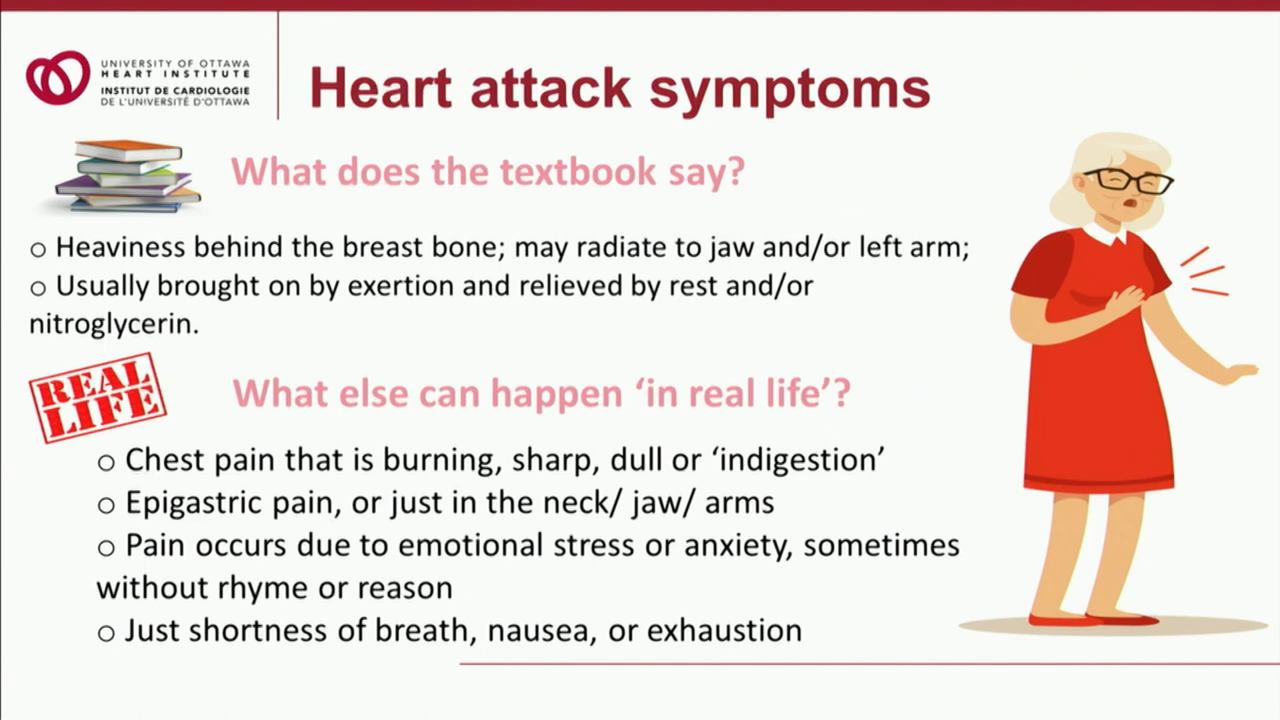 UNIVERSITY OF OTTAWA
HEART INSTITUTE
INSTITUT DE CARDIOLOGIE
DE L'UNIVERSITÉ D'OTTAWA
Heart attack symptoms
What does the textbook say?
o Heaviness behind the breast bone; may radiate to jaw and/or left arm;
o Usually brought on by exertion and relieved by rest and/or
nitroglycerin.
REAL
LIFE
What else can happen ‘in real life’?
o Chest pain that is burning, sharp, dull or ‘indigestion’
o Epigastric pain, or just in the neck/ jaw/ arms
o Pain occurs due to emotional stress or anxiety, sometimes
without rhyme or reason
o Just shortness of breath, nausea, or exhaustion